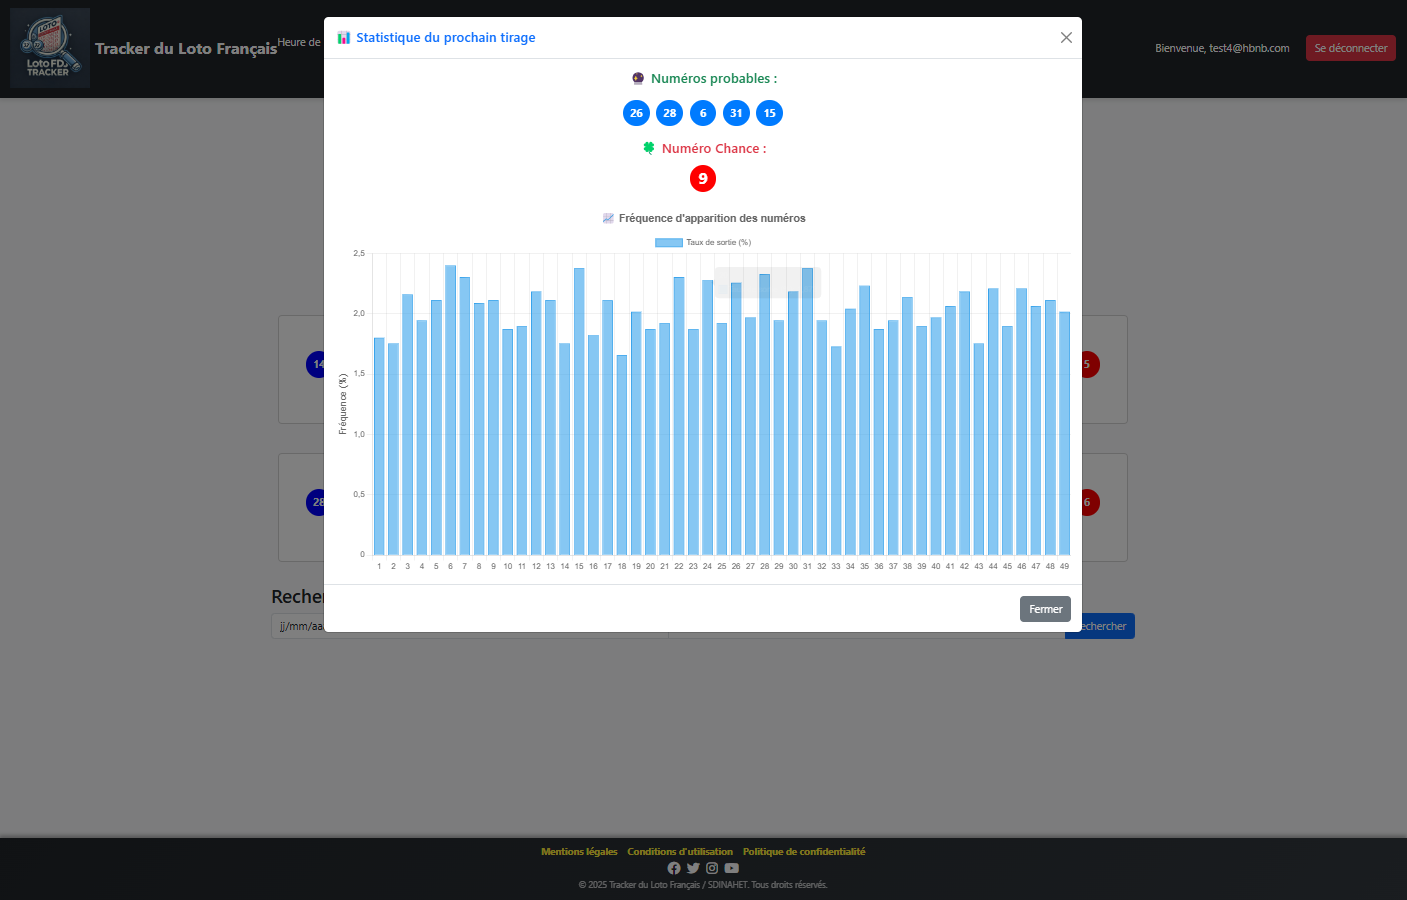 LOTO
Loto FDJ
TRACKER
Tracker du Loto Français
Heure de
Bienvenue, test4@hbnb.com
Se déconnecter
Statistique du prochain tirage
Numéros probables :
26 28 6 31 15
Numéro Chance :
9
Fréquence d'apparition des numéros
Taux de sortie (%)
2,5
2,0
1,5
1,0
0,5
0
Fréquence (%)
1 2 3 4 5 6 7 8 9 10 11 12 13 14 15 16 17 18 19 20 21 22 23 24 25 26 27 28 29 30 31 32 33 34 35 36 37 38 39 40 41 42 43 44 45 46 47 48 49
14
5
28
6
Recher
jj/mm/aa
echercher
Fermer
Mentions légales Conditions d'utilisation Politique de confidentialité
© 2025 Tracker du Loto Français / SDINAHET. Tous droits réservés.